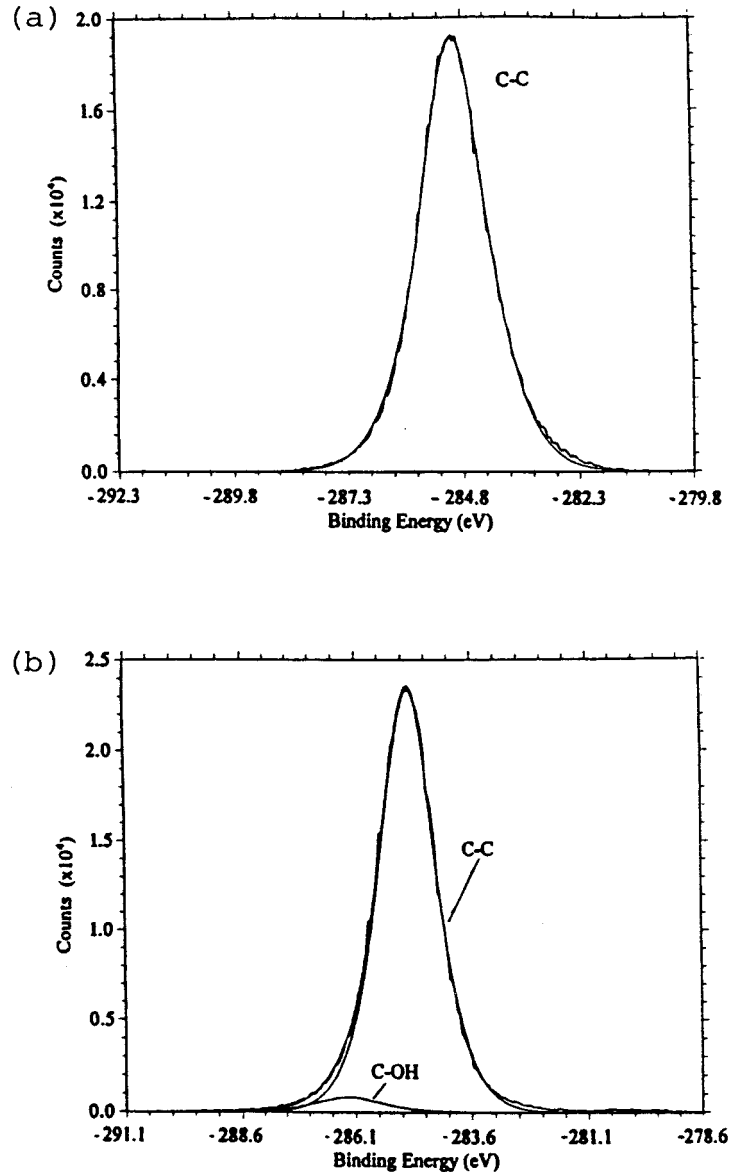 (a)
2.0
1.6
1.2
0.8
0.4
0.0
Counts (x10⁴)
C-C
-292.3 -289.8 -287.3 -284.8 -282.3 -279.8
Binding Energy (eV)
(b)
2.5
2.0
1.5
1.0
0.5
0.0
Counts (x10⁴)
C-C
C-OH
-291.1 -288.6 -286.1 -283.6 -281.1 -278.6
Binding Energy (eV)